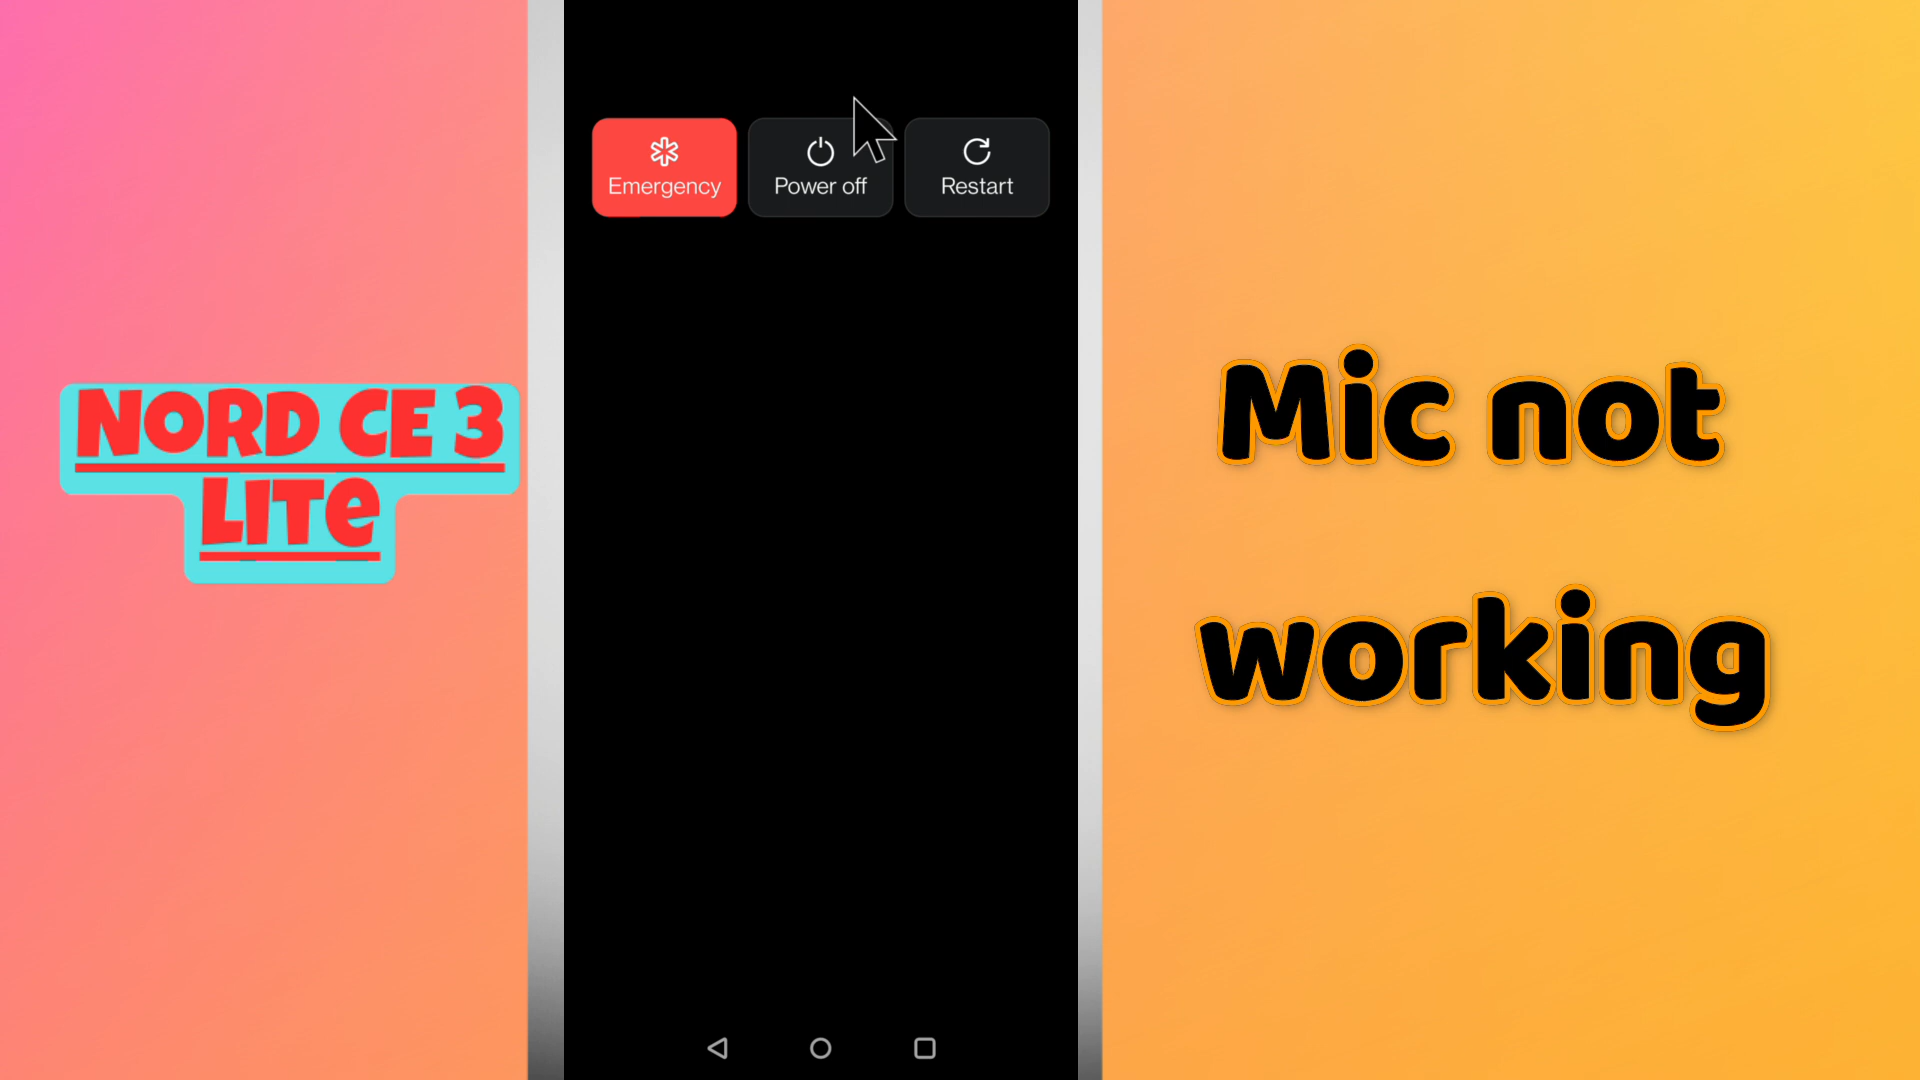 NORD CE 3
LITe
Emergency
Power off
Restart
Mic not
working